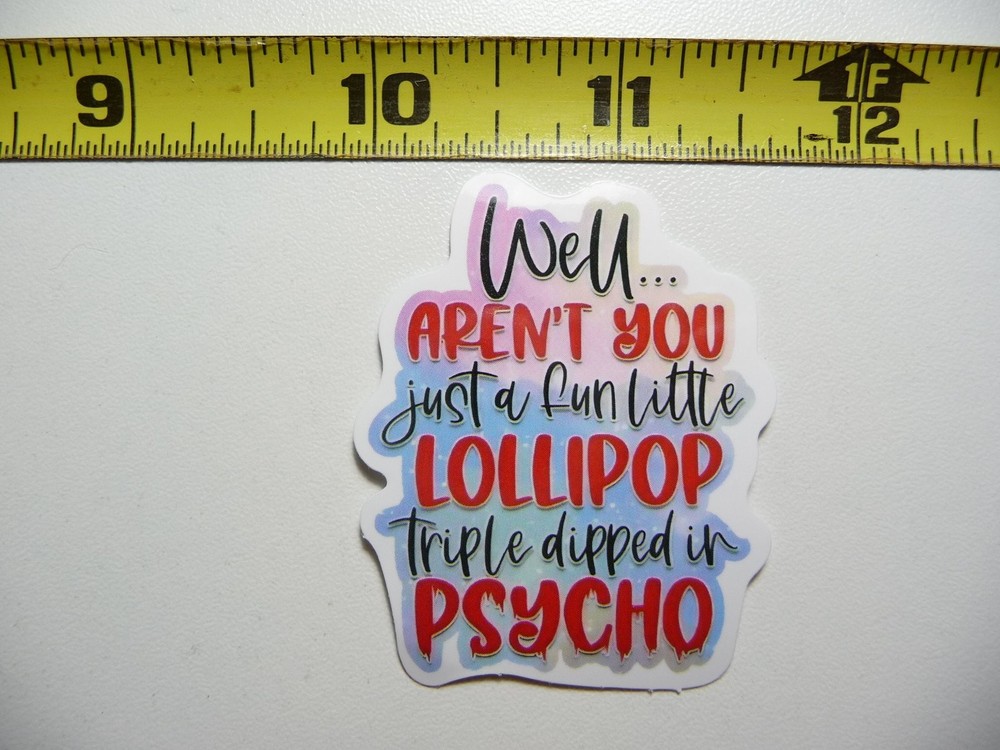 9 10 11 1F 12
Well...
AREN'T YOU
just a fun little
LOLLIPOP
triple dipped in
PSYCHO